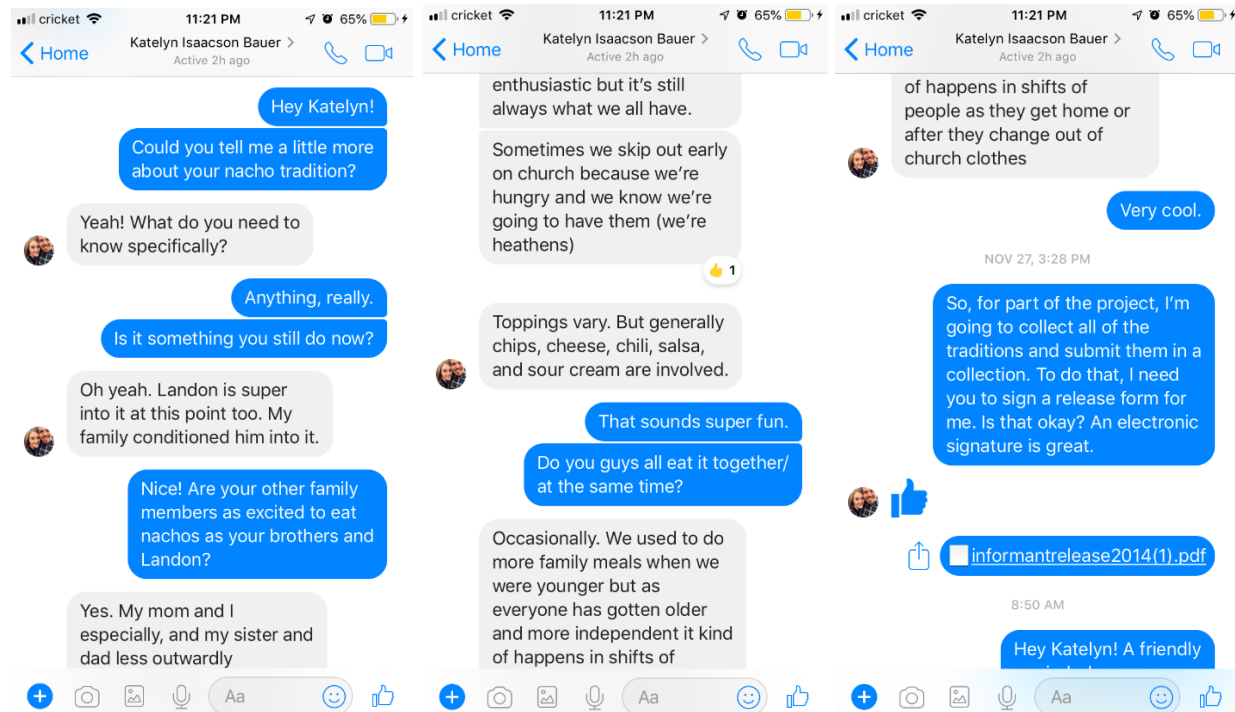 cricket 11:21 PM 65%
Home Katelyn Isaacson Bauer >
Active 2h ago
Hey Katelyn!
Could you tell me a little more
about your nacho tradition?
Yeah! What do you need to
know specifically?
Anything, really.
Is it something you still do now?
Oh yeah. Landon is super
into it at this point too. My
family conditioned him into it.
Nice! Are your other family
members as excited to eat
nachos as your brothers and
Landon?
Yes. My mom and I
especially, and my sister and
dad less outwardly
Aa
cricket 11:21 PM 65%
Home Katelyn Isaacson Bauer >
Active 2h ago
enthusiastic but it's still
always what we all have.
Sometimes we skip out early
on church because we're
hungry and we know we're
going to have them (we're
heathens)
1
Toppings vary. But generally
chips, cheese, chili, salsa,
and sour cream are involved.
That sounds super fun.
Do you guys all eat it together/
at the same time?
Occasionally. We used to do
more family meals when we
were younger but as
everyone has gotten older
and more independent it kind
of happens in shifts of
Aa
cricket 11:21 PM 65%
Home Katelyn Isaacson Bauer >
Active 2h ago
of happens in shifts of
people as they get home or
after they change out of
church clothes
Very cool.
NOV 27, 3:28 PM
So, for part of the project, I'm
going to collect all of the
traditions and submit them in a
collection. To do that, I need
you to sign a release form for
me. Is that okay? An electronic
signature is great.
informantrelease2014(1).pdf
8:50 AM
Hey Katelyn! A friendly
Aa